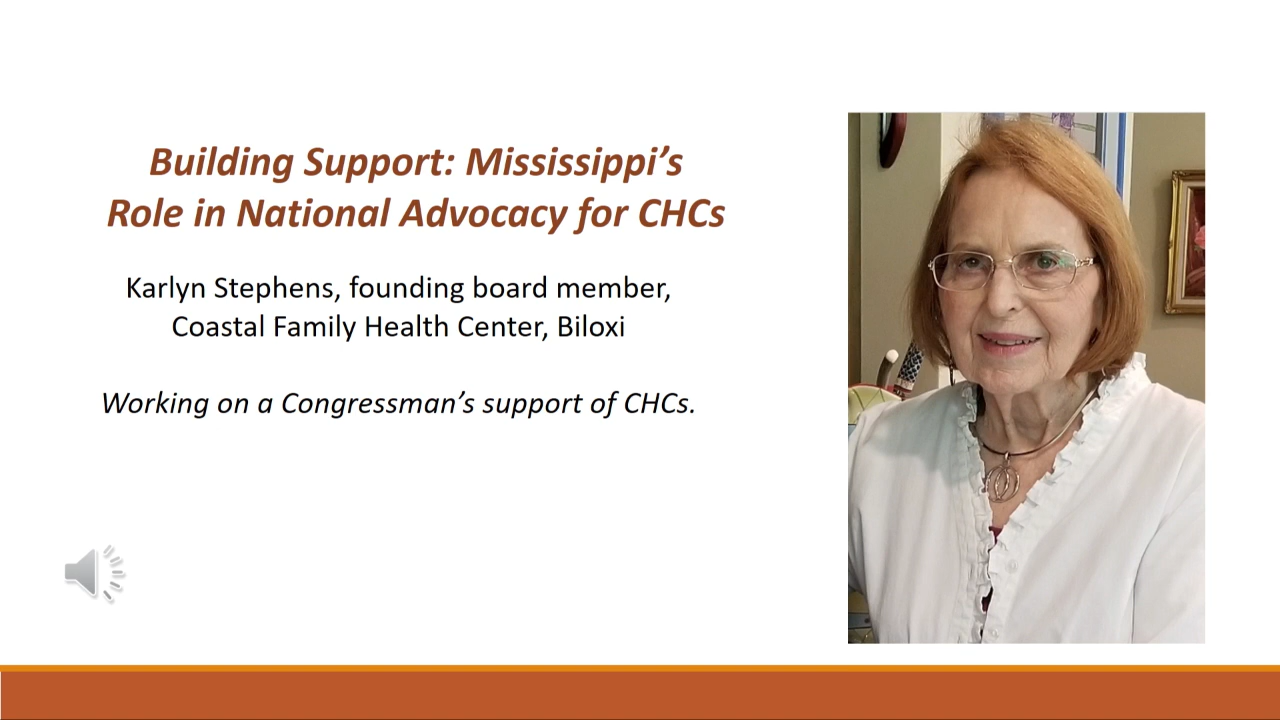 Building Support: Mississippi’s
Role in National Advocacy for CHCs
Karlyn Stephens, founding board member,
Coastal Family Health Center, Biloxi
Working on a Congressman’s support of CHCs.